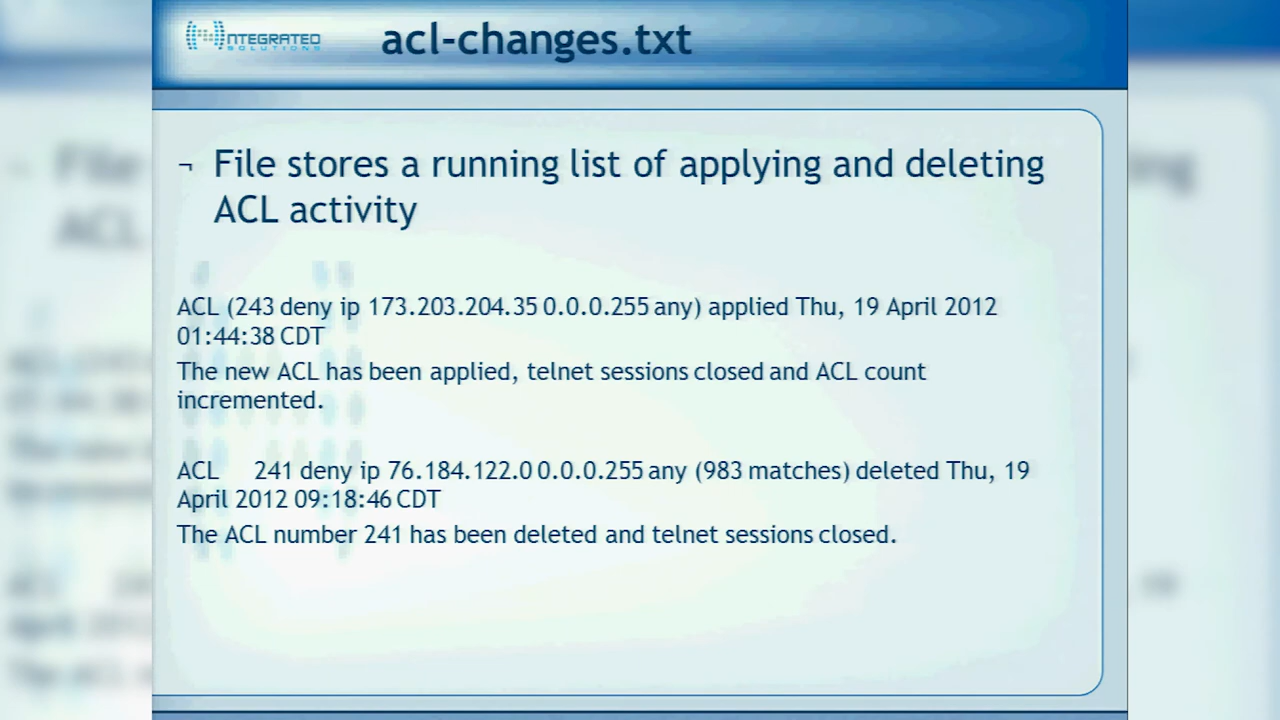 NTEGRATED
SOLUTIONS
acl-changes.txt
¬ File stores a running list of applying and deleting
ACL activity
ACL (243 deny ip 173.203.204.35 0.0.0.255 any) applied Thu, 19 April 2012
01:44:38 CDT
The new ACL has been applied, telnet sessions closed and ACL count
incremented.
ACL 241 deny ip 76.184.122.0 0.0.0.255 any (983 matches) deleted Thu, 19
April 2012 09:18:46 CDT
The ACL number 241 has been deleted and telnet sessions closed.